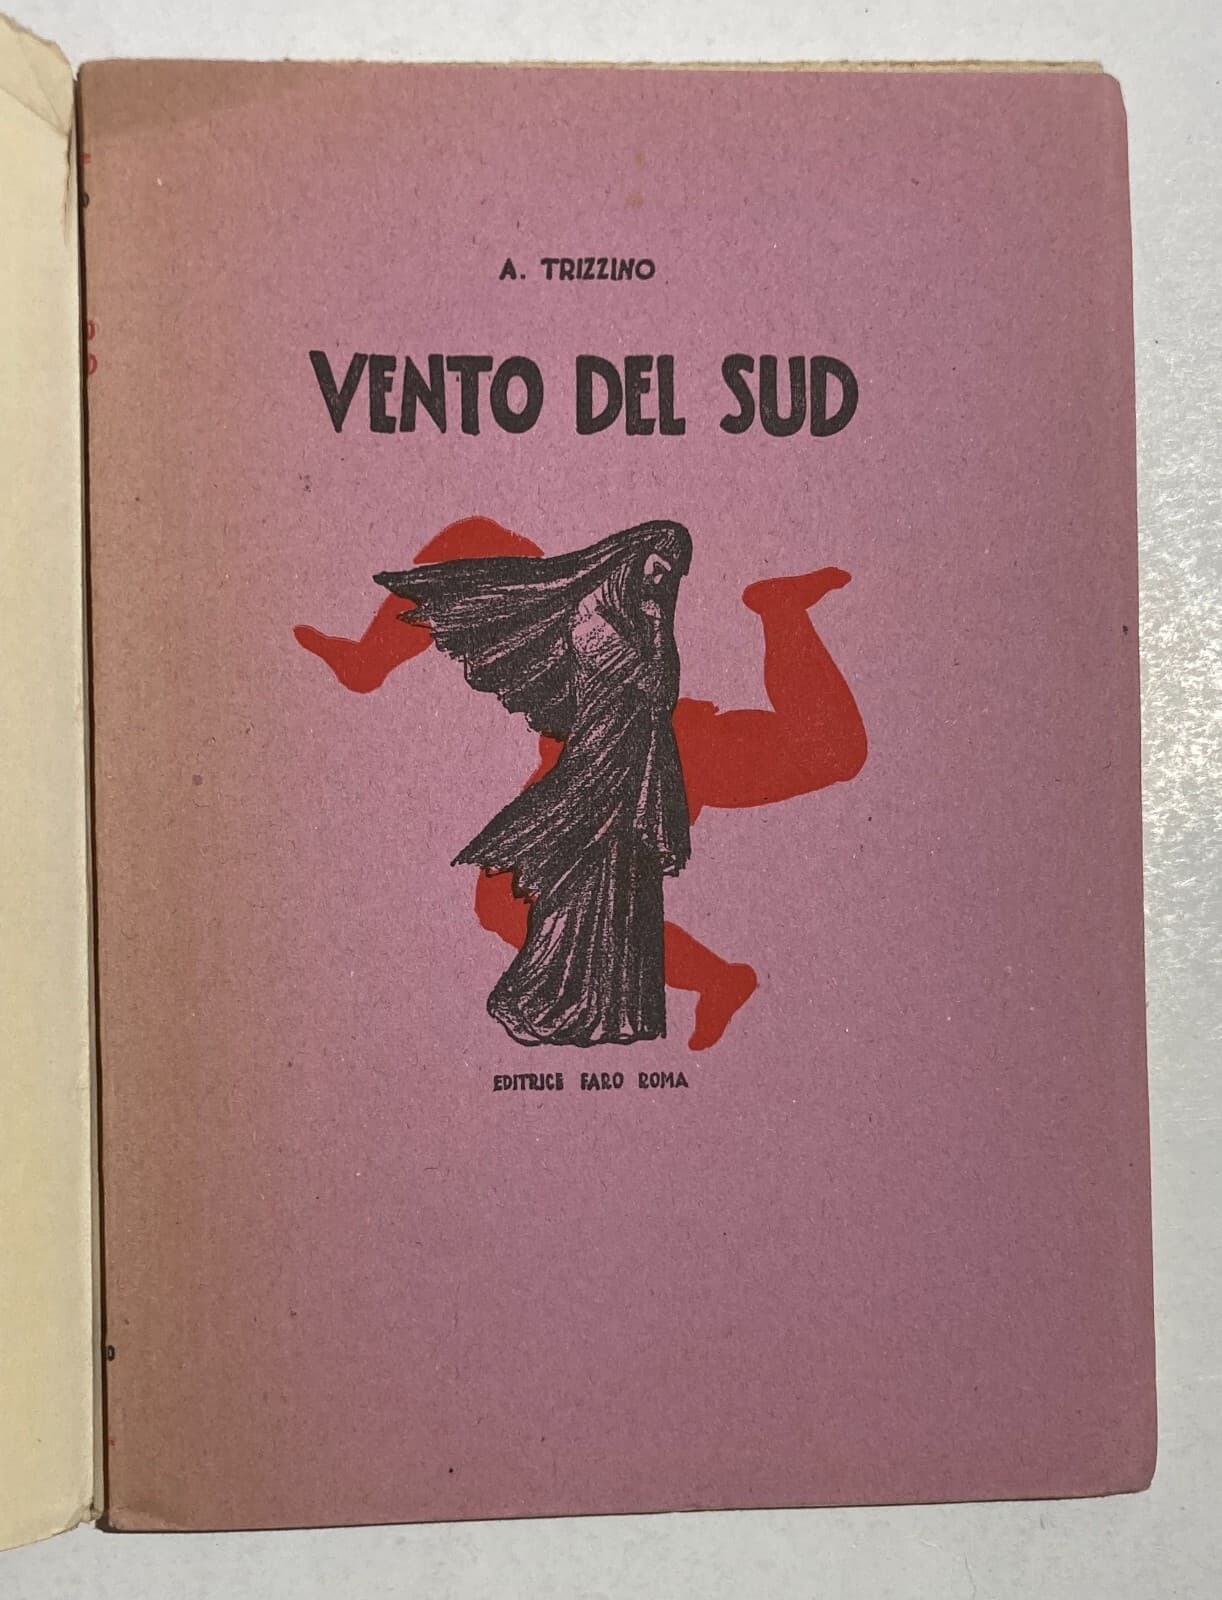 A. TRIZZINO
VENTO DEL SUD
EDITRICE FARO ROMA